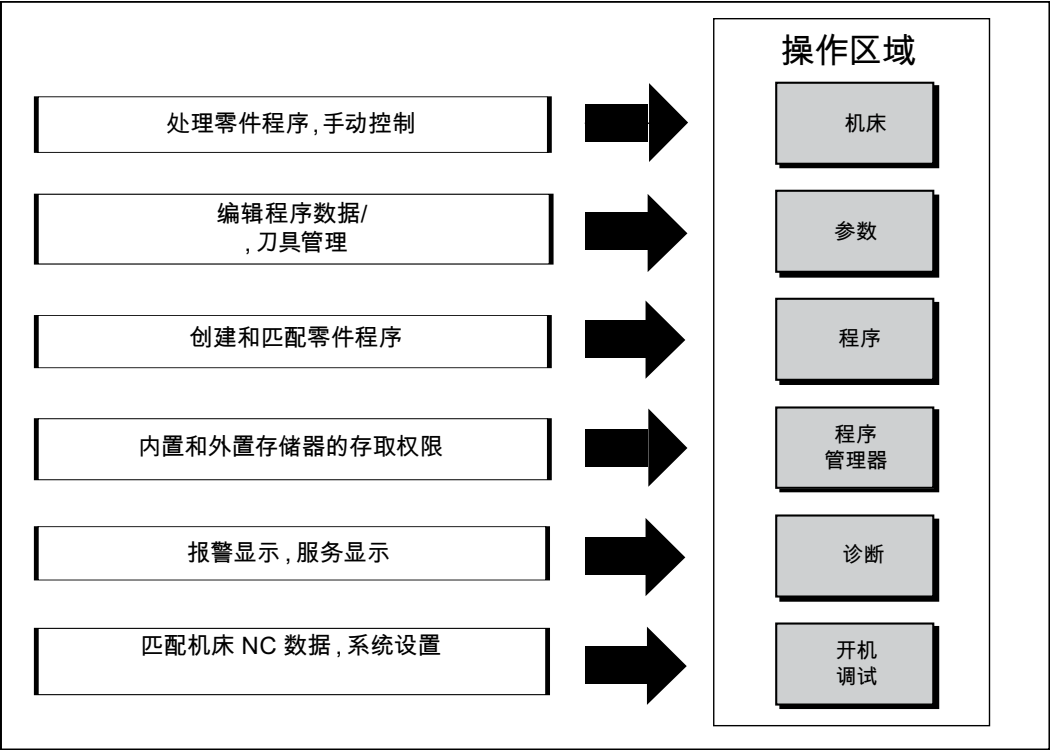 操作区域
处理零件程序,手动控制
机床
编辑程序数据/
,刀具管理
参数
创建和匹配零件程序
程序
内置和外置存储器的存取权限
程序
管理器
报警显示,服务显示
诊断
匹配机床 NC 数据,系统设置
开机
调试